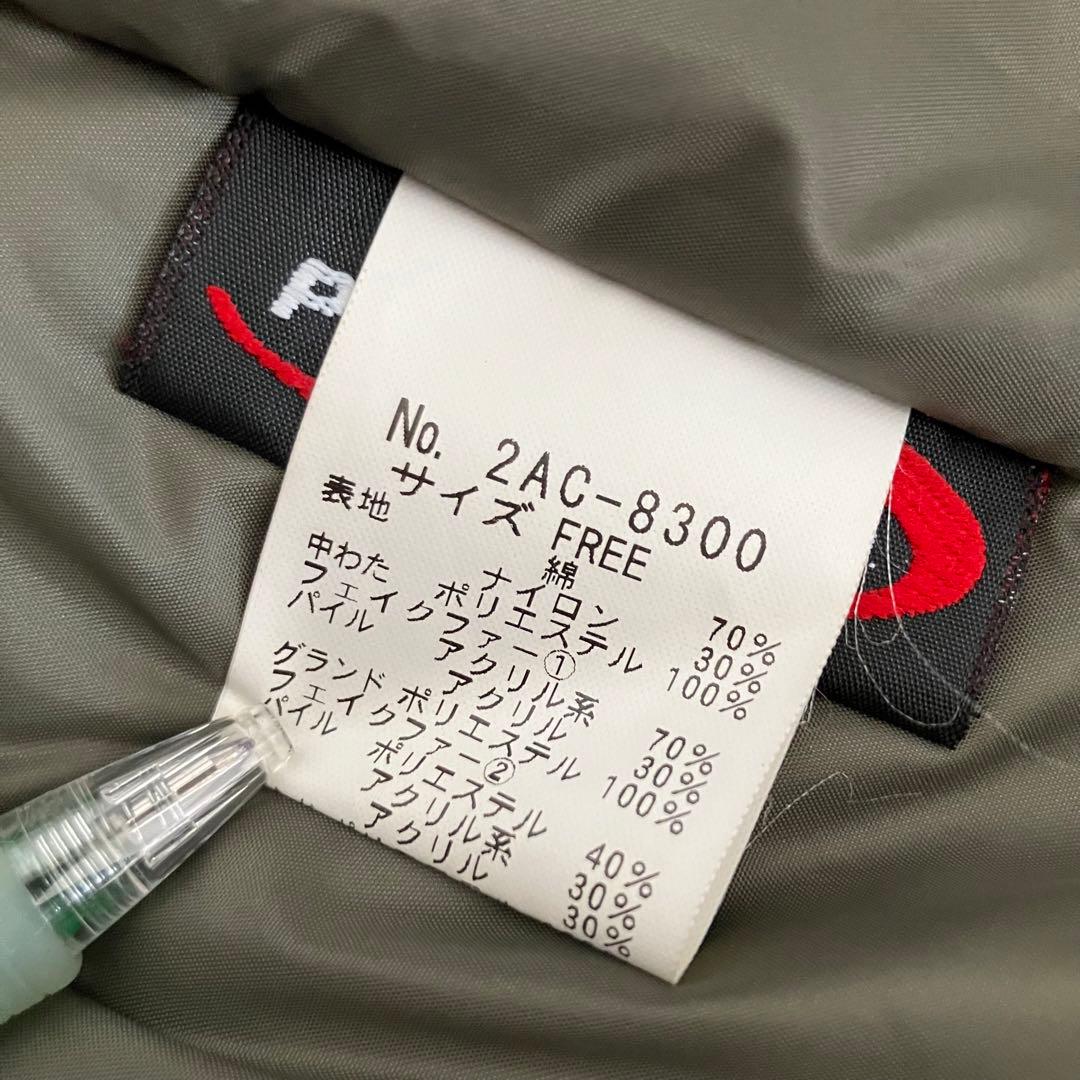 No. 2AC-8300
サイズ FREE
表地 綿 70%
ナイロン 30%
中わた ポリエステル 100%
フェイクファー①
パイル アクリル系 70%
アクリル 30%
グランド ポリエステル 100%
フェイクファー②
パイル ポリエステル 40%
アクリル系 30%
アクリル 30%